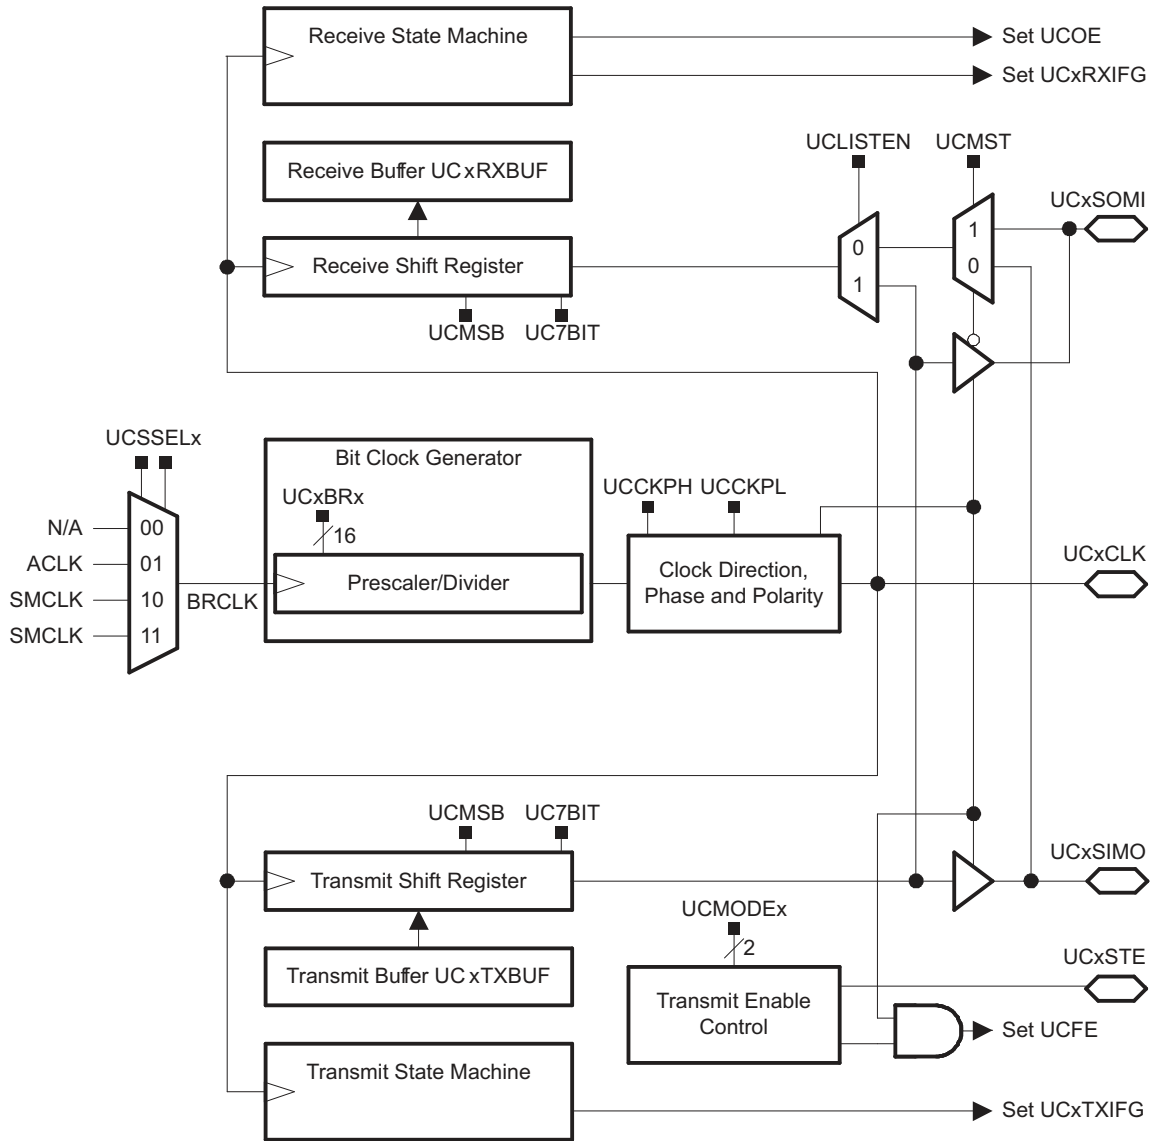 Receive State Machine
Set UCOE
Set UCxRXIFG
UCLISTEN
UCMST
Receive Buffer UCxRXBUF
UCxSOMI
1
0
0
1
Receive Shift Register
UCMSB
UC7BIT
UCSSELx
Bit Clock Generator
UCxBRx
16
UCCKPH
UCCKPL
N/A
00
ACLK
01
SMCLK
10
SMCLK
11
BRCLK
Prescaler/Divider
Clock Direction,
Phase and Polarity
UCxCLK
UCMSB
UC7BIT
Transmit Shift Register
UCxSIMO
UCMODEx
2
Transmit Buffer UCxTXBUF
UCxSTE
Transmit Enable
Control
Set UCFE
Transmit State Machine
Set UCxTXIFG